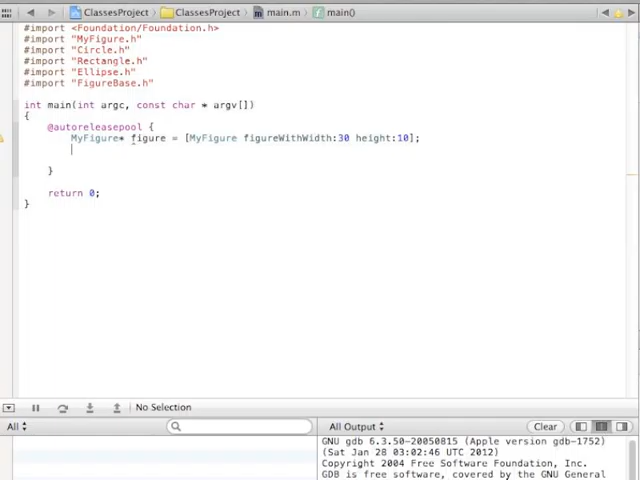 ClassesProject ClassesProject main.m main()
#import <Foundation/Foundation.h>
#import "MyFigure.h"
#import "Circle.h"
#import "Rectangle.h"
#import "Ellipse.h"
#import "FigureBase.h"
int main(int argc, const char * argv[])
{
@autoreleasepool {
MyFigure* figure = [MyFigure figureWithWidth:30 height:10];
}
return 0;
}
No Selection
All All Output Clear
GNU gdb 6.3.50-20050815 (Apple version gdb-1752)
(Sat Jan 28 03:02:46 UTC 2012)
Copyright 2004 Free Software Foundation, Inc.
GDB is free software, covered by the GNU General